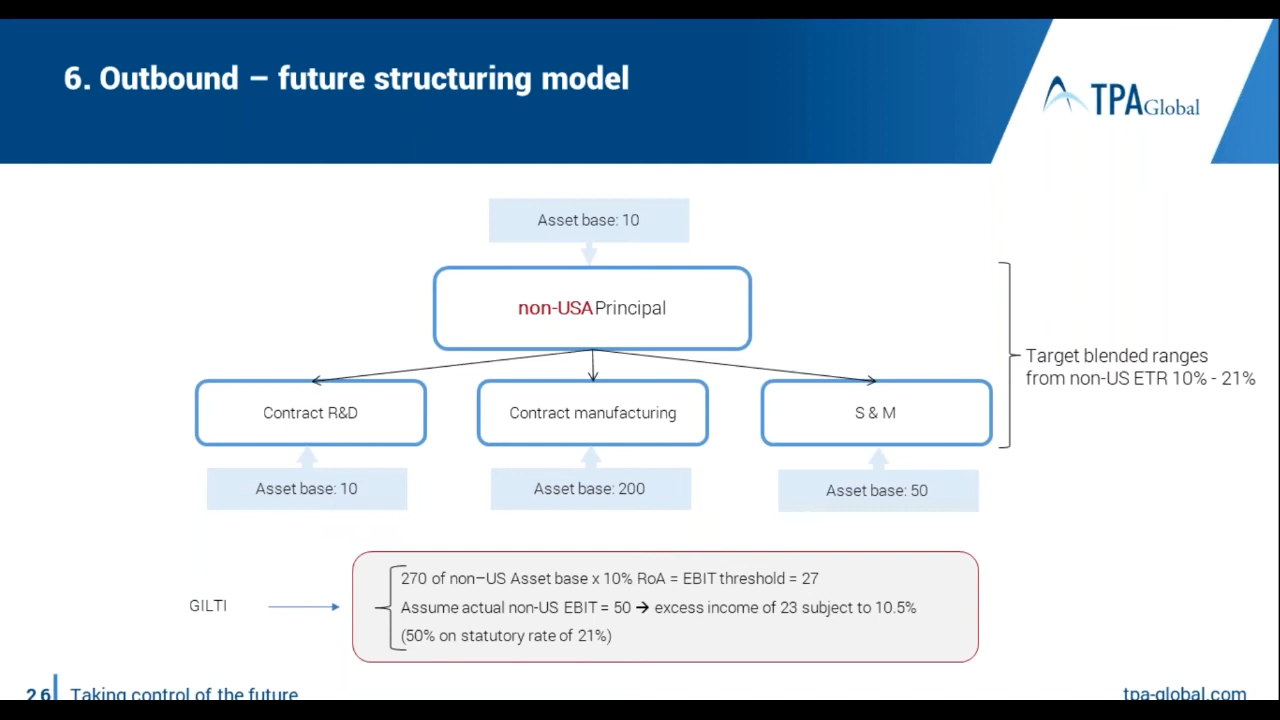 6. Outbound – future structuring model
TPA Global
Asset base: 10
non-USA Principal
Target blended ranges
from non-US ETR 10% - 21%
Contract R&D
Contract manufacturing
S & M
Asset base: 10
Asset base: 200
Asset base: 50
GILTI
270 of non–US Asset base x 10% RoA = EBIT threshold = 27
Assume actual non-US EBIT = 50 → excess income of 23 subject to 10.5%
(50% on statutory rate of 21%)
26 Taking control of the future
tpa-global.com